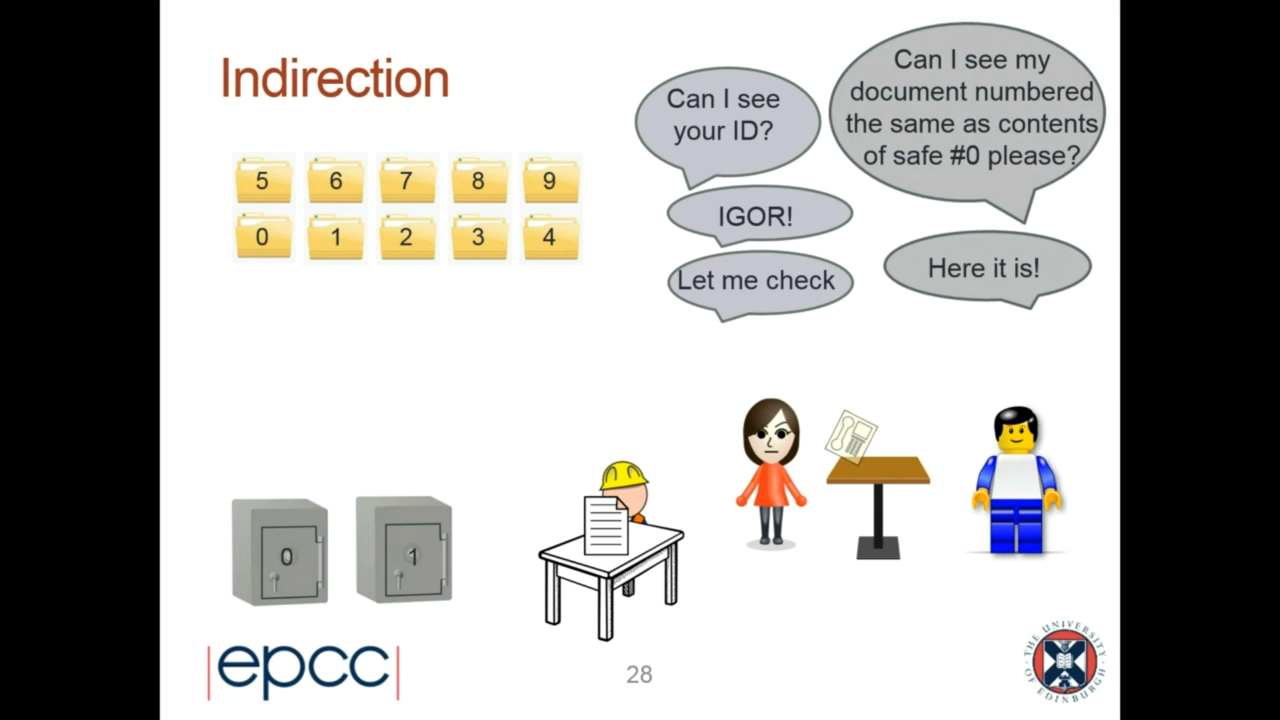 Indirection
5 6 7 8 9
0 1 2 3 4
Can I see
your ID?
Can I see my
document numbered
the same as contents
of safe #0 please?
IGOR!
Let me check
Here it is!
0 1
epcc
28
THE UNIVERSITY
OF EDINBURGH